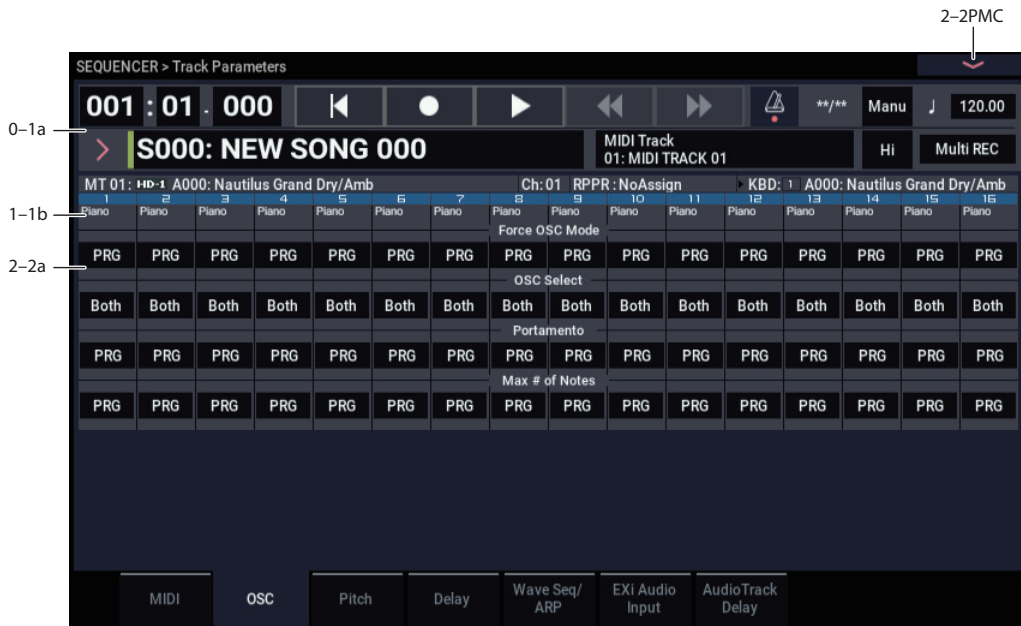 2–2PMC
SEQUENCER > Track Parameters
001 : 01 . 000 **/** Manu ♩ 120.00
0–1a
S000: NEW SONG 000 MIDI Track
01: MIDI TRACK 01 Hi Multi REC
MT 01: HD-1 A000: Nautilus Grand Dry/Amb Ch:01 RPPR : NoAssign KBD: 1 A000: Nautilus Grand Dry/Amb
1 2 3 4 5 6 7 8 9 10 11 12 13 14 15 16
1–1b
Piano Piano Piano Piano Piano Piano Piano Piano Piano Piano Piano Piano Piano Piano Piano Piano
Force OSC Mode
PRG PRG PRG PRG PRG PRG PRG PRG PRG PRG PRG PRG PRG PRG PRG PRG
2–2a
OSC Select
Both Both Both Both Both Both Both Both Both Both Both Both Both Both Both Both
Portamento
PRG PRG PRG PRG PRG PRG PRG PRG PRG PRG PRG PRG PRG PRG PRG PRG
Max # of Notes
PRG PRG PRG PRG PRG PRG PRG PRG PRG PRG PRG PRG PRG PRG PRG PRG
MIDI OSC Pitch Delay Wave Seq/
ARP EXi Audio
Input AudioTrack
Delay